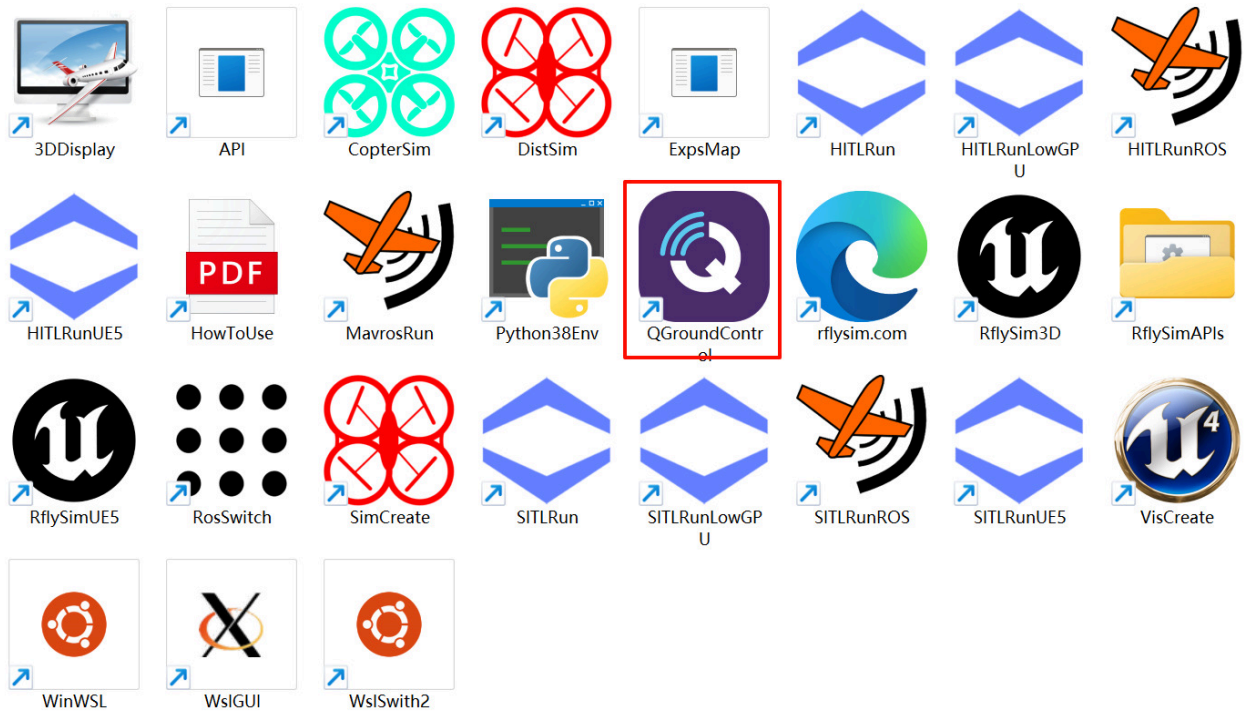 3DDisplay
API
CopterSim
DistSim
ExpsMap
HITLRun
HITLRunLowGP
U
HITLRunROS
HITLRunUE5
PDF
HowToUse
MavrosRun
Python38Env
QGroundContr
ol
rflysim.com
RflySim3D
RflySimAPIs
RflySimUE5
RosSwitch
SimCreate
SITLRun
SITLRunLowGP
U
SITLRunROS
SITLRunUE5
4
VisCreate
WinWSL
WslGUI
WslSwith2